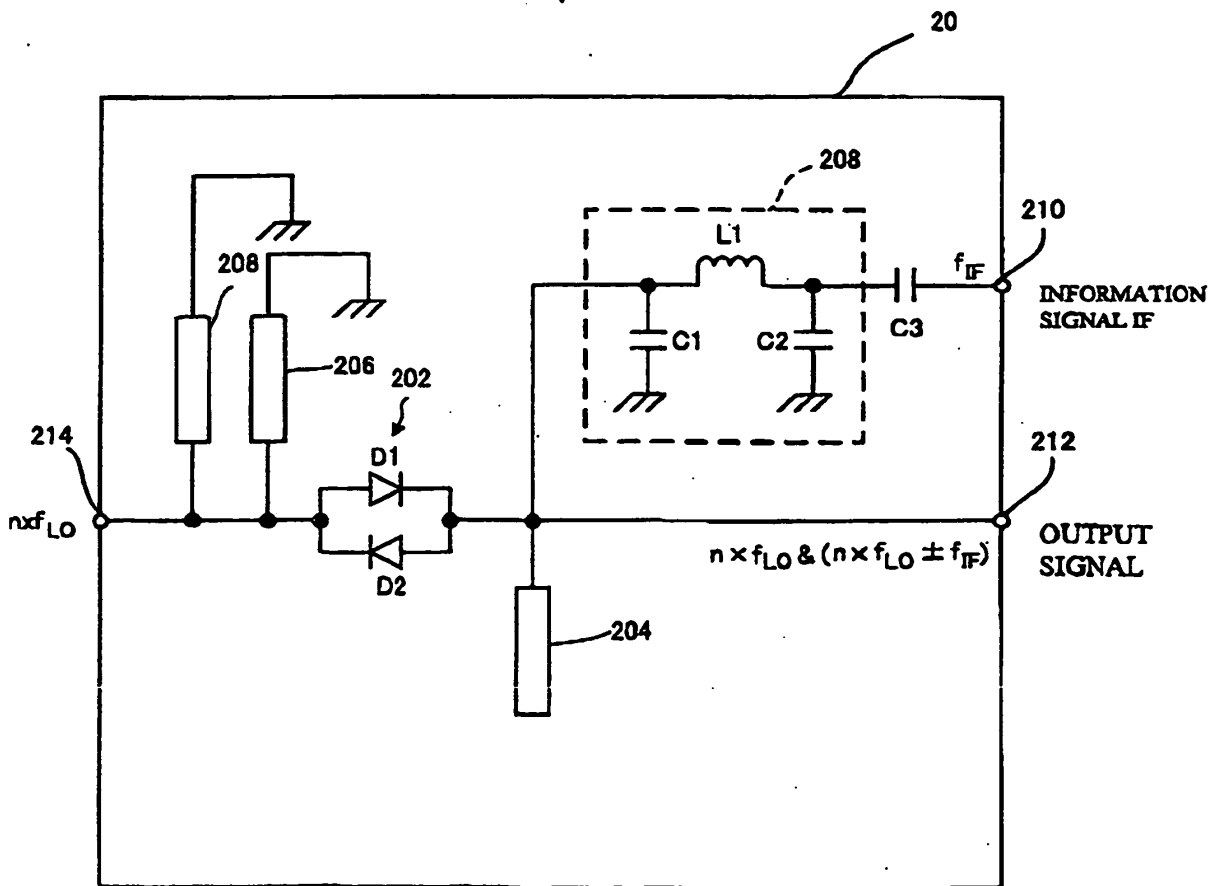 20
208
210
L1
f_IF
INFORMATION
SIGNAL IF
C1
C2
C3
208
206
202
214
D1
212
nxf_LO
OUTPUT
SIGNAL
n × f_LO & (n × f_LO ± f_IF)
D2
204